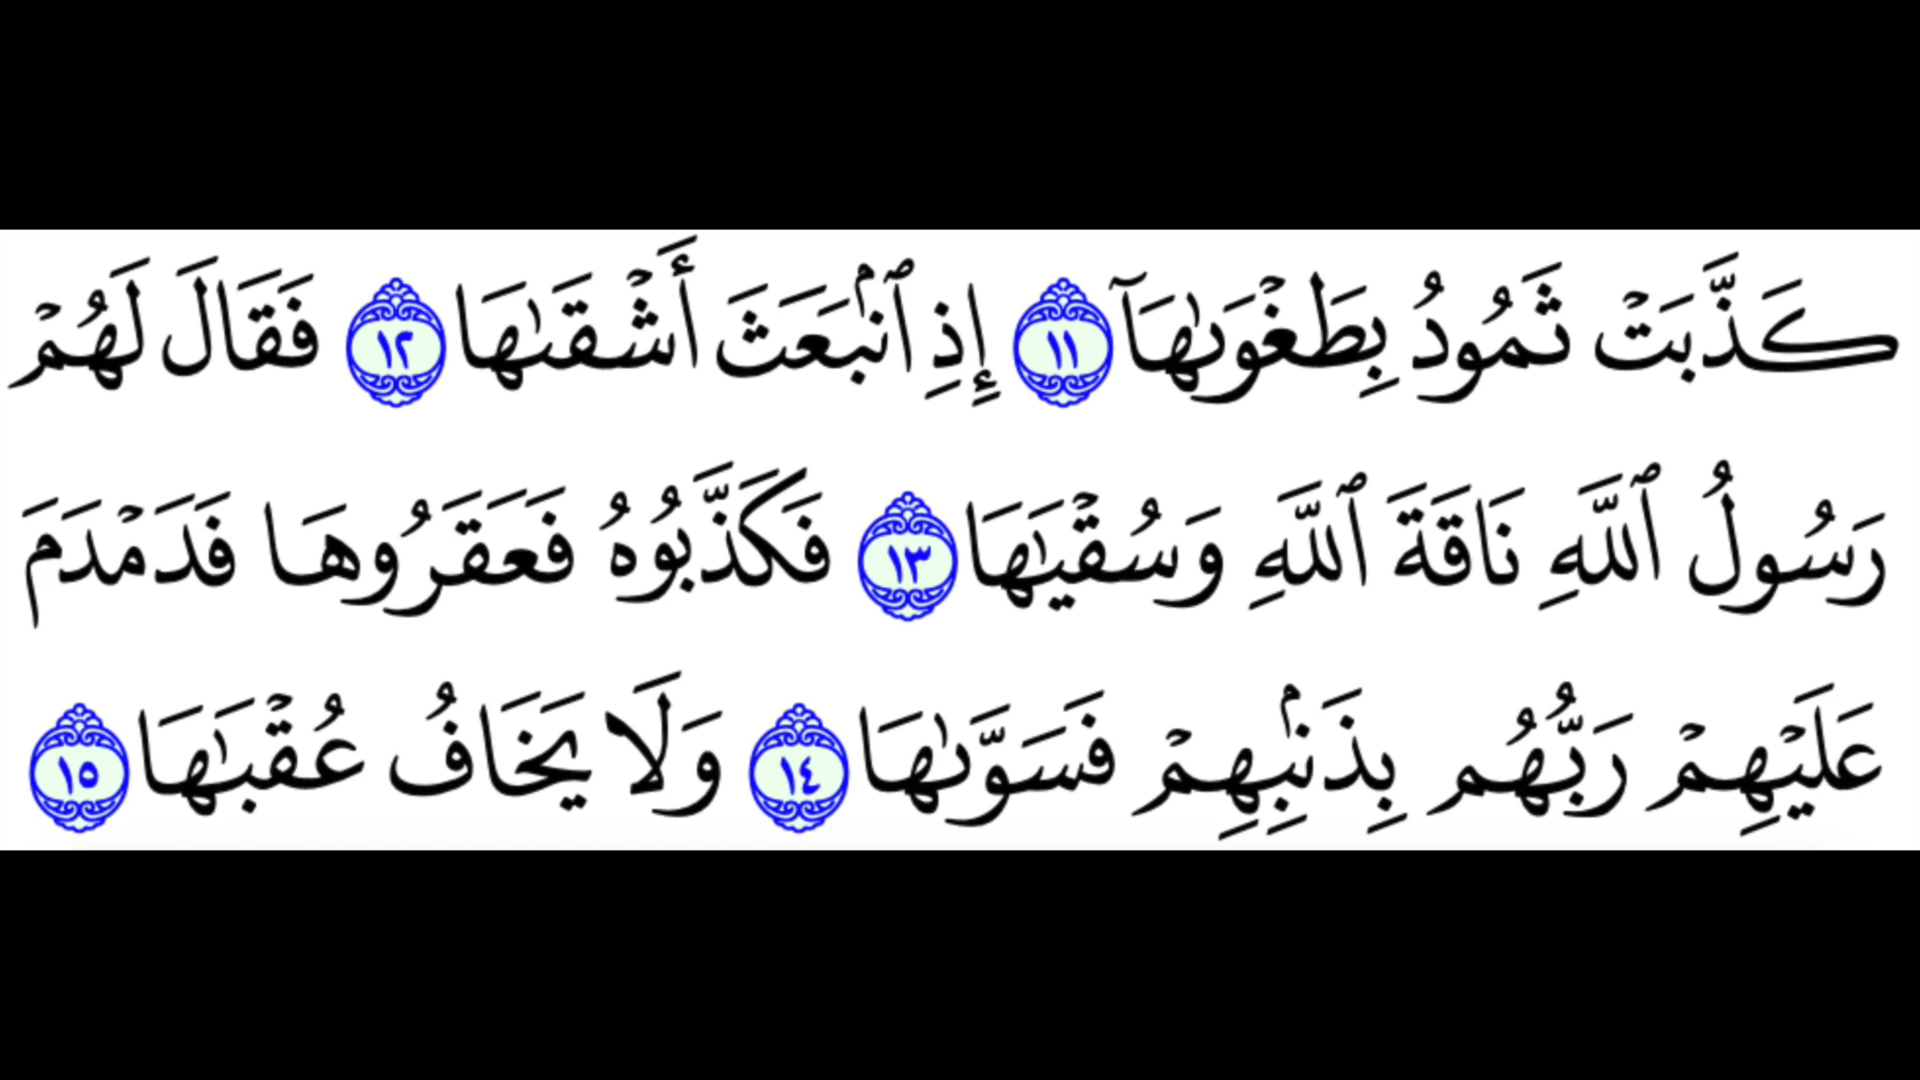 كَذَّبَتۡ ثَمُودُ بِطَغۡوَىٰهَآ ١١ إِذِ ٱنۢبَعَثَ أَشۡقَىٰهَا ١٢ فَقَالَ لَهُمۡ
رَسُولُ ٱللَّهِ نَاقَةَ ٱللَّهِ وَسُقۡيَٰهَا ١٣ فَكَذَّبُوهُ فَعَقَرُوهَا فَدَمۡدَمَ
عَلَيۡهِمۡ رَبُّهُم بِذَنۢبِهِمۡ فَسَوَّىٰهَا ١٤ وَلَا يَخَافُ عُقۡبَٰهَا ١٥